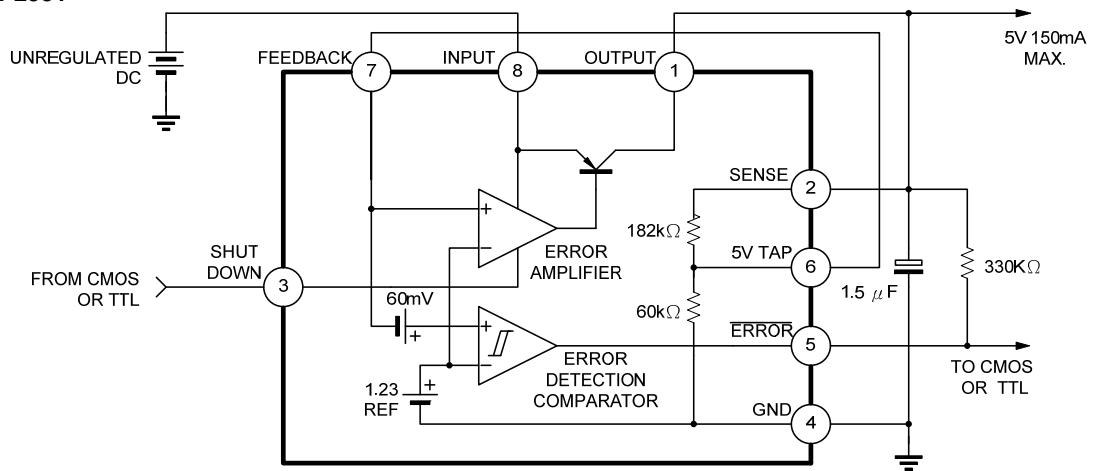 5V 150mA
MAX.
UNREGULATED
DC
FEEDBACK
INPUT
OUTPUT
7
8
1
SENSE
2
182kΩ
+
−
ERROR
AMPLIFIER
5V TAP
6
SHUT
DOWN
3
FROM CMOS
OR TTL
330KΩ
1.5 μF
60mV
+
60kΩ
+
−
ERROR
5
ERROR
DETECTION
COMPARATOR
TO CMOS
OR TTL
1.23
REF
+
GND
4